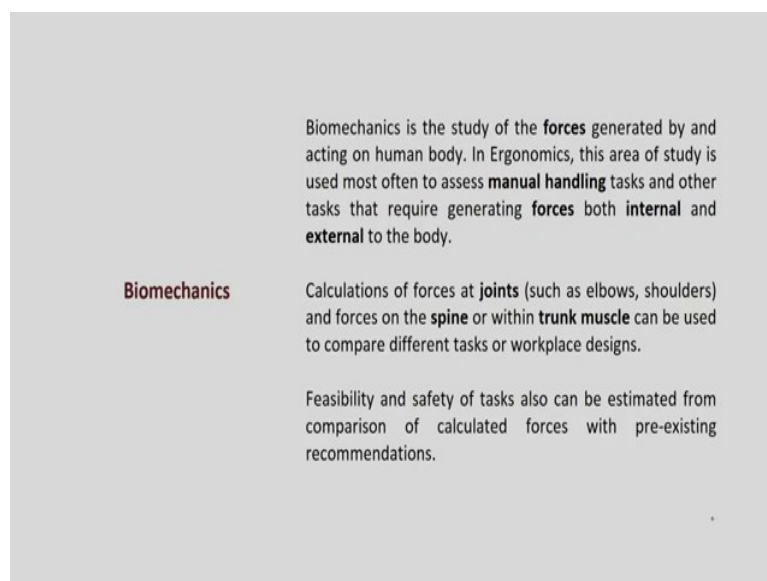 Biomechanics is the study of the forces generated by and
acting on human body. In Ergonomics, this area of study is
used most often to assess manual handling tasks and other
tasks that require generating forces both internal and
external to the body.
Biomechanics
Calculations of forces at joints (such as elbows, shoulders)
and forces on the spine or within trunk muscle can be used
to compare different tasks or workplace designs.
Feasibility and safety of tasks also can be estimated from
comparison of calculated forces with pre-existing
recommendations.